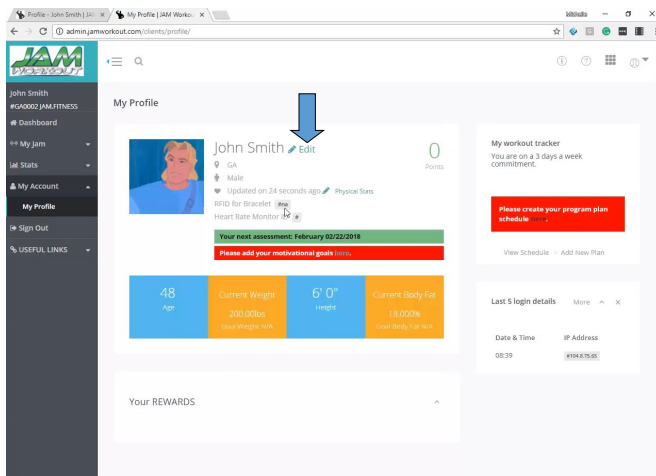 Profile - John Smith | JAM
My Profile | JAM Workou
Michelle
admin.jamworkout.com/clients/profile/
JAM
WORKOUT
John Smith
#GA0002 JAM.FITNESS
Dashboard
My Jam
Stats
My Account
My Profile
Sign Out
USEFUL LINKS
My Profile
John Smith Edit
GA
Male
Updated on 24 seconds ago Physical Stats
RFID for Bracelet #na
Heart Rate Monitor #
Your next assessment: February 02/22/2018
Please add your motivational goals here.
0
Points
48
Age
Current Weight
200.00lbs
Goal Weight N/A
6' 0"
Height
Current Body Fat
18.000%
Goal Body Fat N/A
Your REWARDS
My workout tracker
You are on a 3 days a week
commitment.
Please create your program plan
schedule here.
View Schedule Add New Plan
Last 5 login details More
Date & Time IP Address
08:39 #104.8.75.65